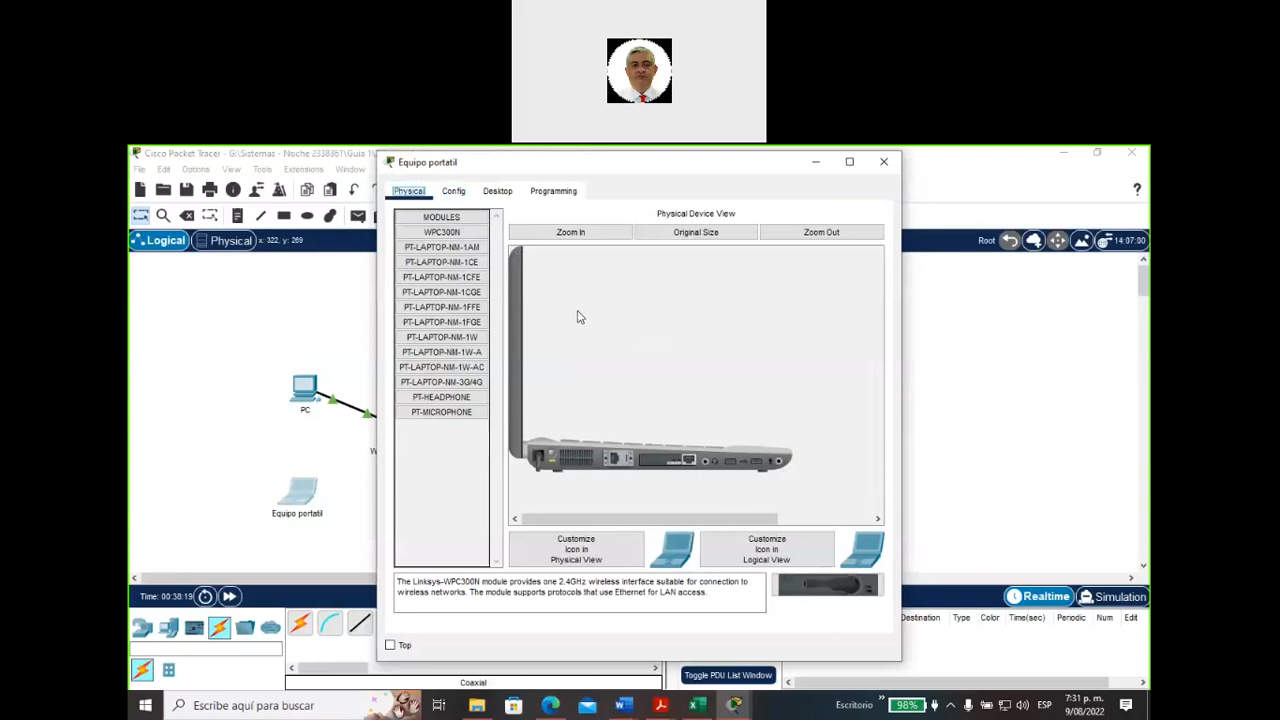 Cisco Packet Tracer - G:\Sistemas - Noche 2338361\Guia 1
File Edit Options View Tools Extensions Window
Equipo portatil
Physical Config Desktop Programming
?
Logical
Physical x: 322, y: 269
Root
14:07:00
MODULES
WPC300N
PT-LAPTOP-NM-1AM
PT-LAPTOP-NM-1CE
PT-LAPTOP-NM-1CFE
PT-LAPTOP-NM-1CGE
PT-LAPTOP-NM-1FFE
PT-LAPTOP-NM-1FGE
PT-LAPTOP-NM-1W
PT-LAPTOP-NM-1W-A
PT-LAPTOP-NM-1W-AC
PT-LAPTOP-NM-3G/4G
PT-HEADPHONE
PT-MICROPHONE
Physical Device View
Zoom In
Original Size
Zoom Out
PC
Equipo portatil
Customize
Icon in
Physical View
Customize
Icon in
Logical View
The Linksys-WPC300N module provides one 2.4GHz wireless interface suitable for connection to
wireless networks. The module supports protocols that use Ethernet for LAN access.
Top
Time: 00:38:19
Realtime
Simulation
Destination Type Color Time(sec) Periodic Num Edit
Coaxial
Toggle PDU List Window
Escribe aquí para buscar
Escritorio
98%
ESP
7:31 p. m.
9/08/2022